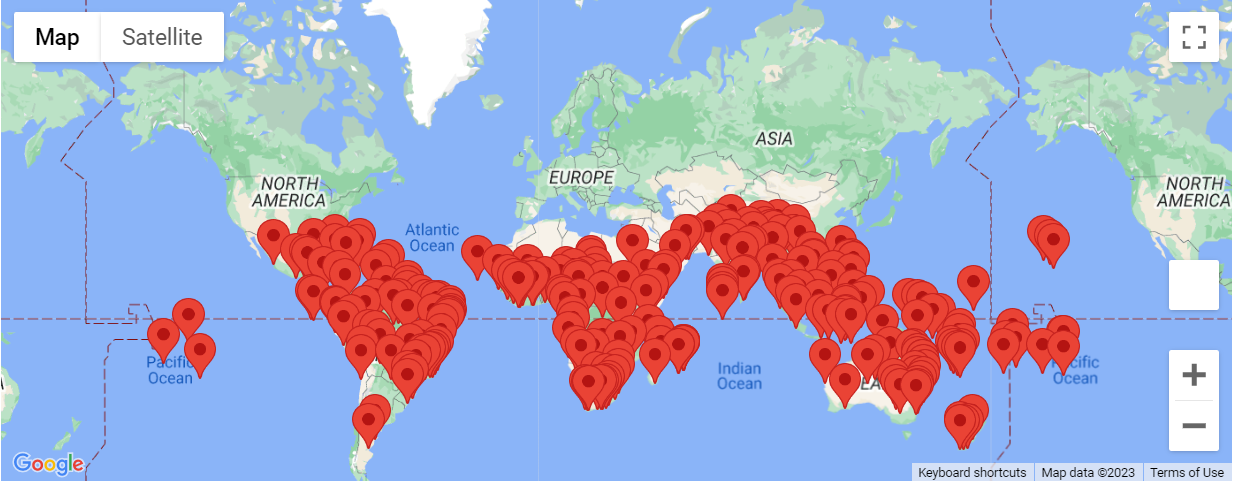 Map
Satellite
ASIA
EUROPE
NORTH
AMERICA
NORTH
AMERICA
Atlantic
Ocean
Indian
Ocean
Pacific
Ocean
Ocean
Google
Keyboard shortcuts
Map data ©2023
Terms of Use